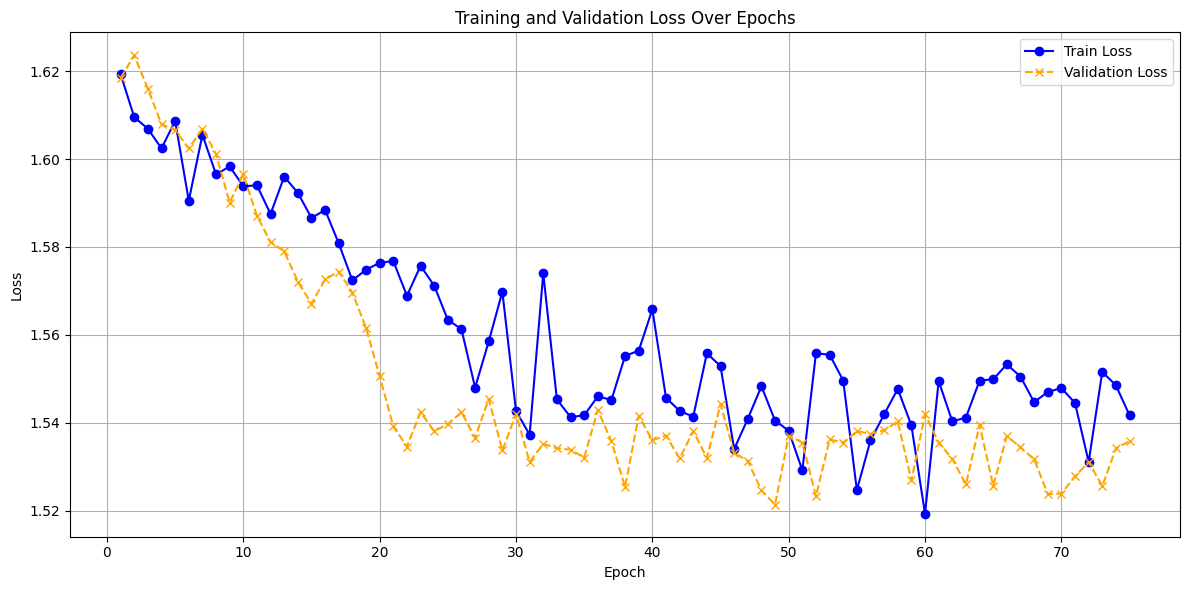 Training and Validation Loss Over Epochs
Train Loss
Validation Loss
1.62
1.60
1.58
1.56
1.54
1.52
Loss
0 10 20 30 40 50 60 70
Epoch